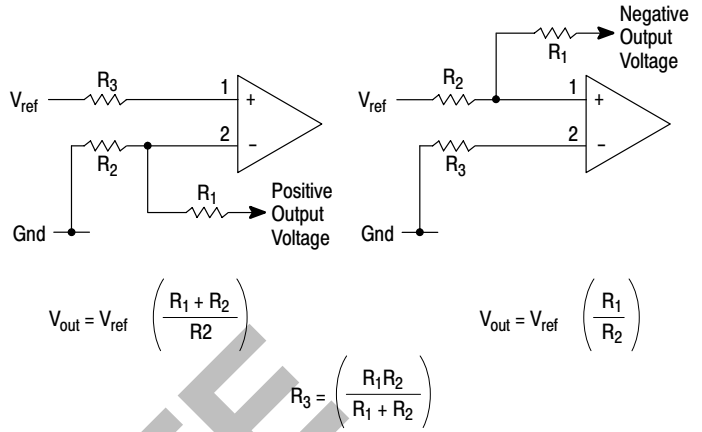 R3
Vref
1
+
2
−
R2
R1
Positive
Output
Voltage
Gnd
Negative
Output
Voltage
R1
R2
Vref
1
+
2
−
R3
Gnd
Vout = Vref ( R1 + R2 / R2 )
Vout = Vref ( R1 / R2 )
R3 = ( R1R2 / R1 + R2 )